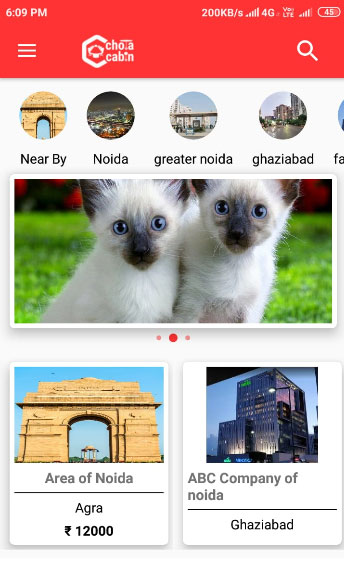 6:09 PM 200KB/s 4G Vo) LTE 45
chota
cabin
Near By Noida greater noida ghaziabad fa
Area of Noida
Agra
₹ 12000
ABC Company of
noida
Ghaziabad